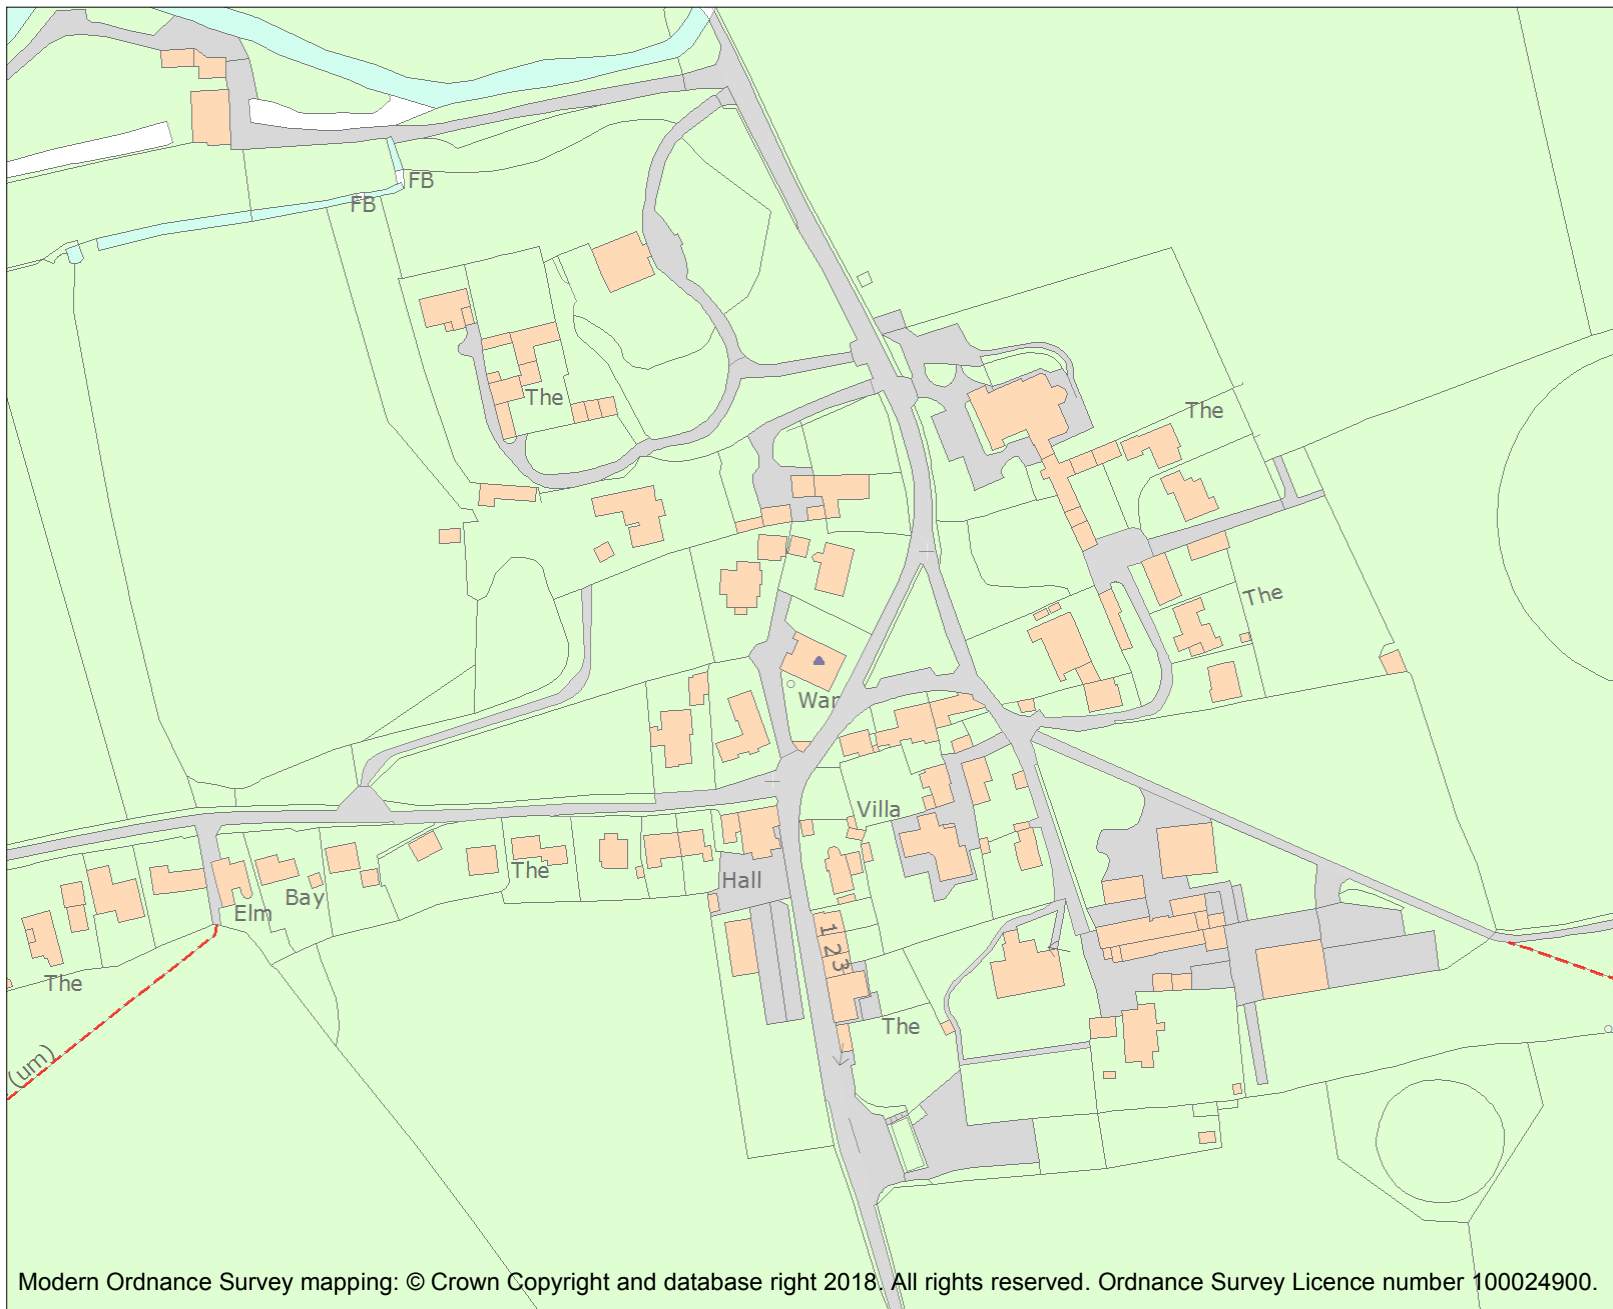 FB
FB
The
The
The
War
Villa
The
Hall
Bay
Elm
1
2
3
The
The
(um)
Modern Ordnance Survey mapping: © Crown Copyright and database right 2018. All rights reserved. Ordnance Survey Licence number 100024900.